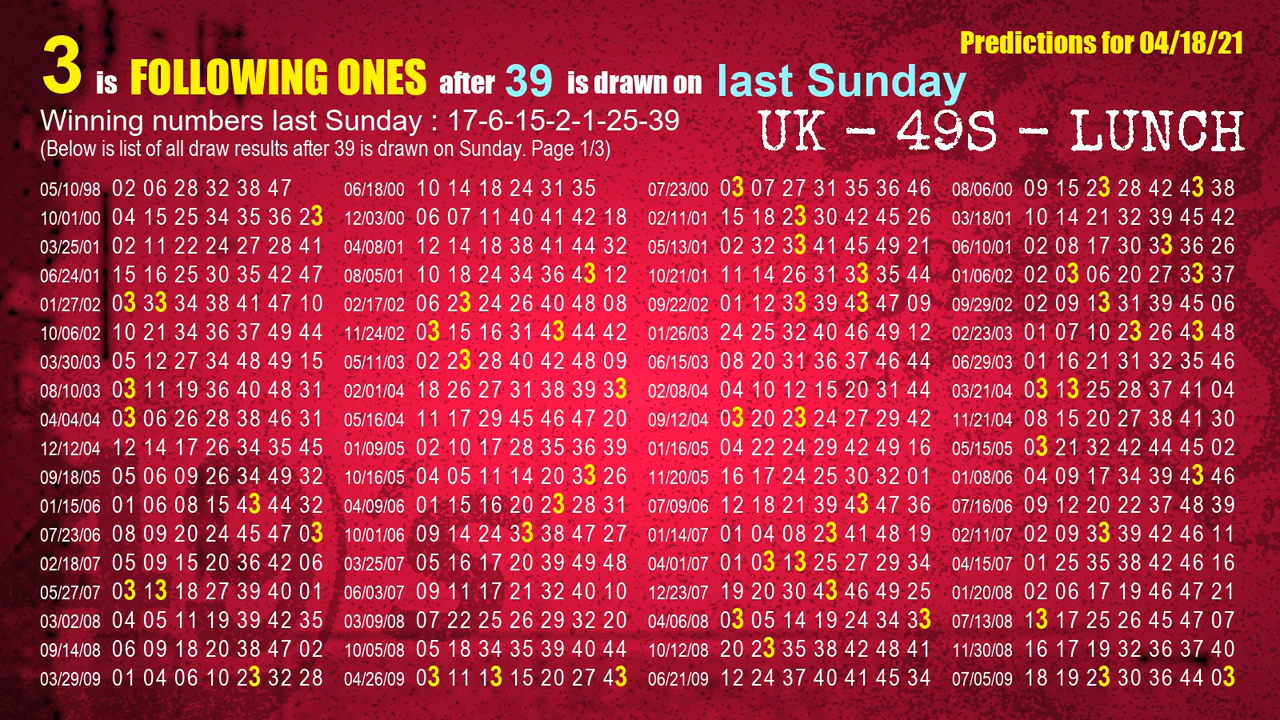 Predictions for 04/18/21
3 is FOLLOWING ONES after 39 is drawn on last Sunday
Winning numbers last Sunday : 17-6-15-2-1-25-39
UK - 49S - LUNCH
(Below is list of all draw results after 39 is drawn on Sunday. Page 1/3)
05/10/98 02 06 28 32 38 47 06/18/00 10 14 18 24 31 35 07/23/00 03 07 27 31 35 36 46 08/06/00 09 15 23 28 42 43 38
10/01/00 04 15 25 34 35 36 23 12/03/00 06 07 11 40 41 42 18 02/11/01 15 18 23 30 42 45 26 03/18/01 10 14 21 32 39 45 42
03/25/01 02 11 22 24 27 28 41 04/08/01 12 14 18 38 41 44 32 05/13/01 02 32 33 41 45 49 21 06/10/01 02 08 17 30 33 36 26
06/24/01 15 16 25 30 35 42 47 08/05/01 10 18 24 34 36 43 12 10/21/01 11 14 26 31 33 35 44 01/06/02 02 03 06 20 27 33 37
01/27/02 03 33 34 38 41 47 10 02/17/02 06 23 24 26 40 48 08 09/22/02 01 12 33 39 43 47 09 09/29/02 02 09 13 31 39 45 06
10/06/02 10 21 34 36 37 49 44 11/24/02 03 15 16 31 43 44 42 01/26/03 24 25 32 40 46 49 12 02/23/03 01 07 10 23 26 43 48
03/30/03 05 12 27 34 48 49 15 05/11/03 02 23 28 40 42 48 09 06/15/03 08 20 31 36 37 46 44 06/29/03 01 16 21 31 32 35 46
08/10/03 03 11 19 36 40 48 31 02/01/04 18 26 27 31 38 39 33 02/08/04 04 10 12 15 20 31 44 03/21/04 03 13 25 28 37 41 04
04/04/04 03 06 26 28 38 46 31 05/16/04 11 17 29 45 46 47 20 09/12/04 03 20 23 24 27 29 42 11/21/04 08 15 20 27 38 41 30
12/12/04 12 14 17 26 34 35 45 01/09/05 02 10 17 28 35 36 39 01/16/05 04 22 24 29 42 49 16 05/15/05 03 21 32 42 44 45 02
09/18/05 05 06 09 26 34 49 32 10/16/05 04 05 11 14 20 33 26 11/20/05 16 17 24 25 30 32 01 01/08/06 04 09 17 34 39 43 46
01/15/06 01 06 08 15 43 44 32 04/09/06 01 15 16 20 23 28 31 07/09/06 12 18 21 39 43 47 36 07/16/06 09 12 20 22 37 48 39
07/23/06 08 09 20 24 45 47 03 10/01/06 09 14 24 33 38 47 27 01/14/07 01 04 08 23 41 48 19 02/11/07 02 09 33 39 42 46 11
02/18/07 05 09 15 20 36 42 06 03/25/07 05 16 17 20 39 49 48 04/01/07 01 03 13 25 27 29 34 04/15/07 01 25 35 38 42 46 16
05/27/07 03 13 18 27 39 40 01 06/03/07 09 11 17 21 32 40 10 12/23/07 19 20 30 43 46 49 25 01/20/08 02 06 17 19 46 47 21
03/02/08 04 05 11 19 39 42 35 03/09/08 07 22 25 26 29 32 20 04/06/08 03 05 14 19 24 34 33 07/13/08 13 17 25 26 45 47 07
09/14/08 06 09 18 20 38 47 02 10/05/08 05 18 34 35 39 40 44 10/12/08 20 23 35 38 42 48 41 11/30/08 16 17 19 32 36 37 40
03/29/09 01 04 06 10 23 32 28 04/26/09 03 11 13 15 20 27 43 06/21/09 12 24 37 40 41 45 34 07/05/09 18 19 23 30 36 44 03